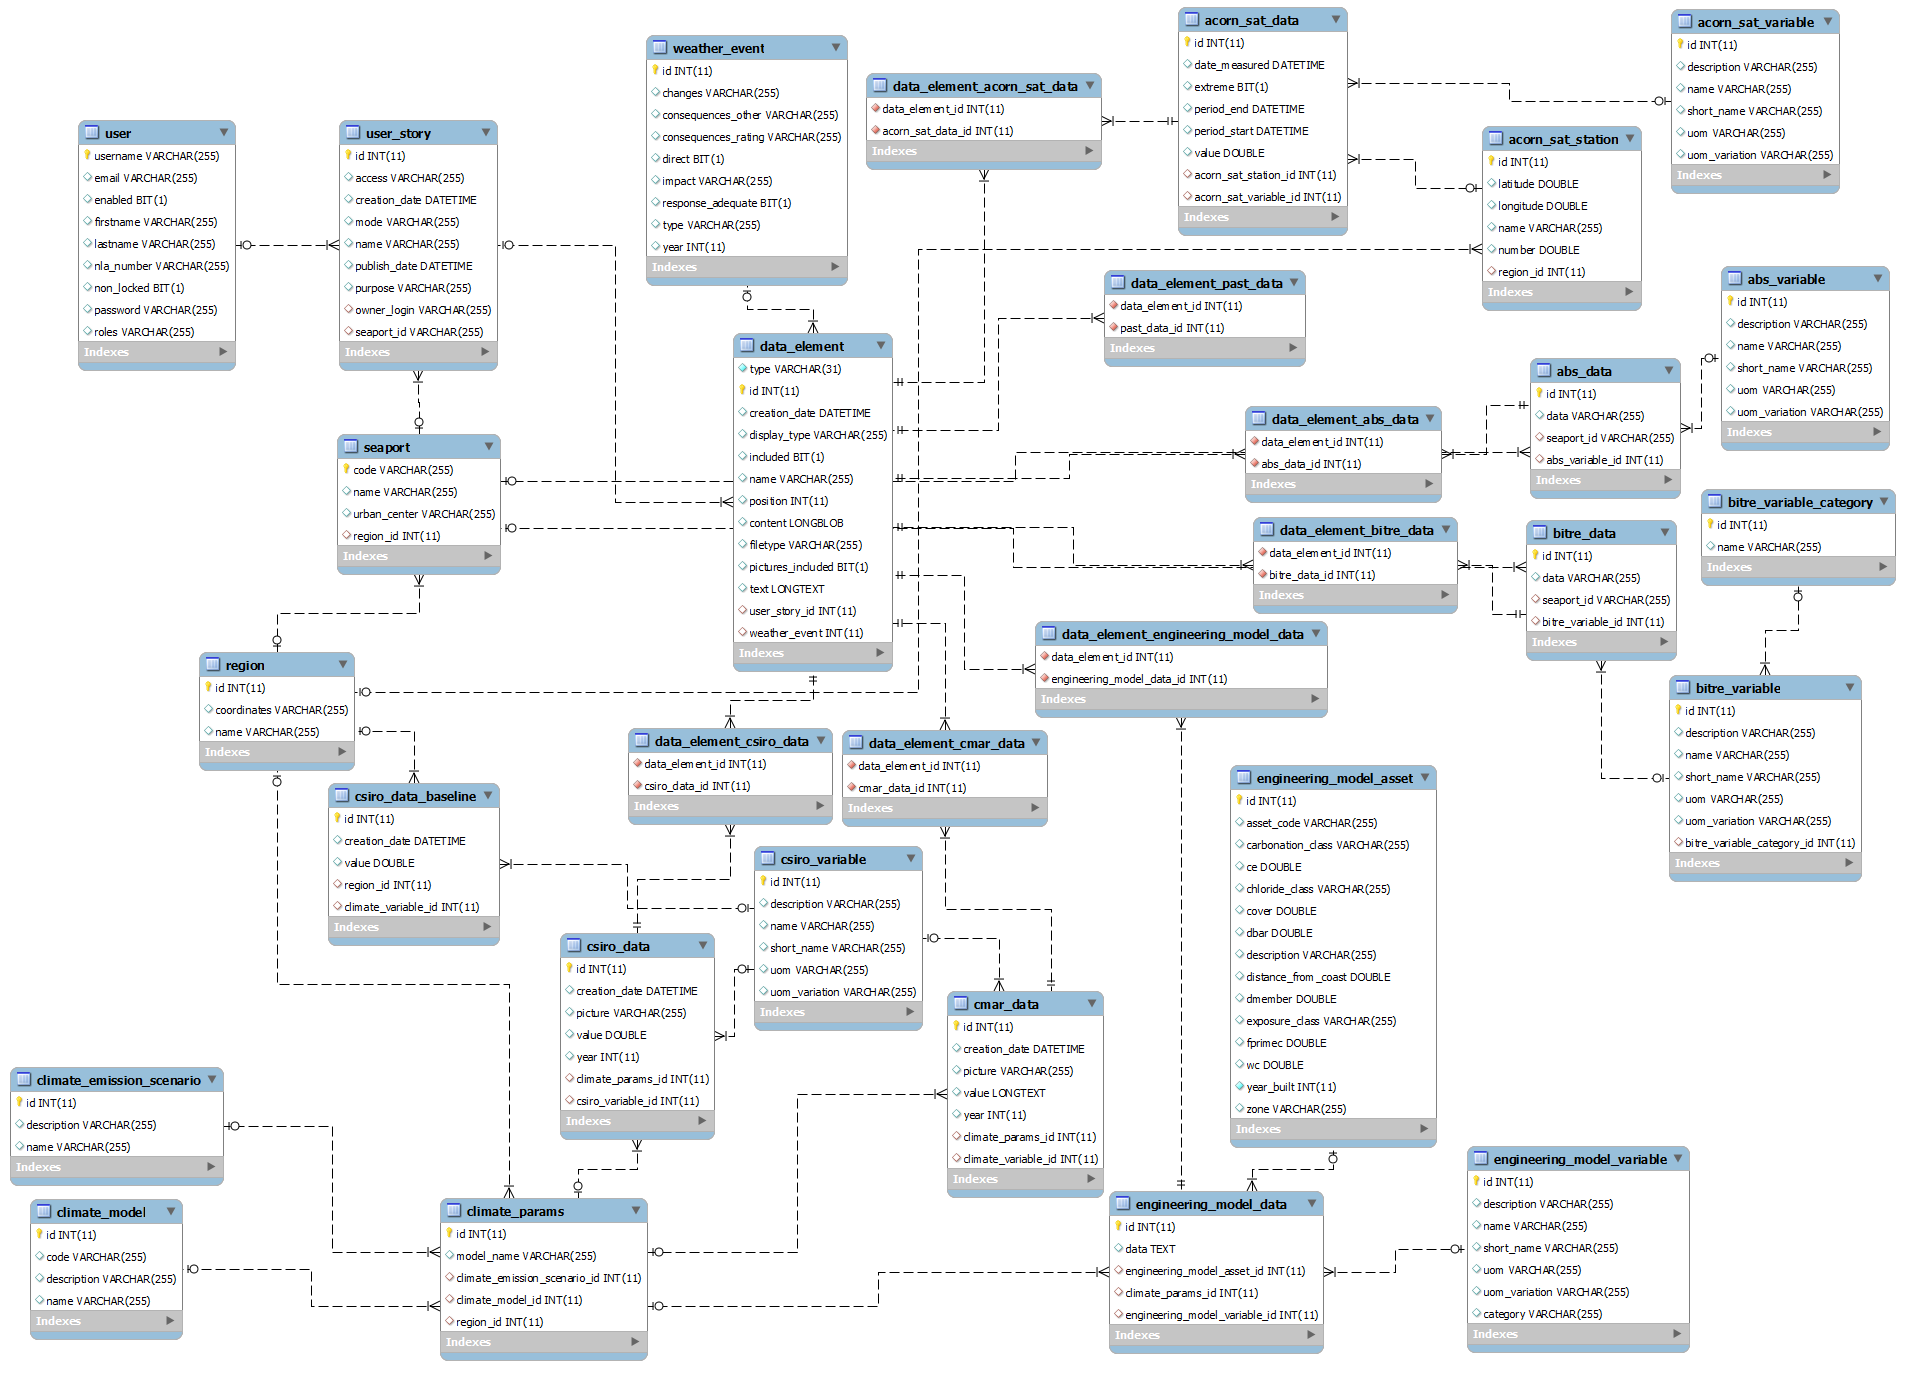 user
username VARCHAR(255)
email VARCHAR(255)
enabled BIT(1)
firstname VARCHAR(255)
lastname VARCHAR(255)
nla_number VARCHAR(255)
non_locked BIT(1)
password VARCHAR(255)
roles VARCHAR(255)
Indexes
user_story
id INT(11)
access VARCHAR(255)
creation_date DATETIME
mode VARCHAR(255)
name VARCHAR(255)
publish_date DATETIME
purpose VARCHAR(255)
owner_login VARCHAR(255)
seaport_id VARCHAR(255)
Indexes
weather_event
id INT(11)
changes VARCHAR(255)
consequences_other VARCHAR(255)
consequences_rating VARCHAR(255)
direct BIT(1)
impact VARCHAR(255)
response_adequate BIT(1)
type VARCHAR(255)
year INT(11)
Indexes
data_element_acorn_sat_data
data_element_id INT(11)
acorn_sat_data_id INT(11)
Indexes
acorn_sat_data
id INT(11)
date_measured DATETIME
extreme BIT(1)
period_end DATETIME
period_start DATETIME
value DOUBLE
acorn_sat_station_id INT(11)
acorn_sat_variable_id INT(11)
Indexes
acorn_sat_variable
id INT(11)
description VARCHAR(255)
name VARCHAR(255)
short_name VARCHAR(255)
uom VARCHAR(255)
uom_variation VARCHAR(255)
Indexes
acorn_sat_station
id INT(11)
latitude DOUBLE
longitude DOUBLE
name VARCHAR(255)
number DOUBLE
region_id INT(11)
Indexes
data_element_past_data
data_element_id INT(11)
past_data_id INT(11)
Indexes
abs_variable
id INT(11)
description VARCHAR(255)
name VARCHAR(255)
short_name VARCHAR(255)
uom VARCHAR(255)
uom_variation VARCHAR(255)
Indexes
data_element
type VARCHAR(31)
id INT(11)
creation_date DATETIME
display_type VARCHAR(255)
included BIT(1)
name VARCHAR(255)
position INT(11)
content LONGBLOB
filetype VARCHAR(255)
pictures_included BIT(1)
text LONGTEXT
user_story_id INT(11)
weather_event INT(11)
Indexes
abs_data
id INT(11)
data VARCHAR(255)
seaport_id VARCHAR(255)
abs_variable_id INT(11)
Indexes
data_element_abs_data
data_element_id INT(11)
abs_data_id INT(11)
Indexes
seaport
code VARCHAR(255)
name VARCHAR(255)
urban_center VARCHAR(255)
region_id INT(11)
Indexes
bitre_variable_category
id INT(11)
name VARCHAR(255)
Indexes
data_element_bitre_data
data_element_id INT(11)
bitre_data_id INT(11)
Indexes
bitre_data
id INT(11)
data VARCHAR(255)
seaport_id VARCHAR(255)
bitre_variable_id INT(11)
Indexes
data_element_engineering_model_data
data_element_id INT(11)
engineering_model_data_id INT(11)
Indexes
region
id INT(11)
coordinates VARCHAR(255)
name VARCHAR(255)
Indexes
bitre_variable
id INT(11)
description VARCHAR(255)
name VARCHAR(255)
short_name VARCHAR(255)
uom VARCHAR(255)
uom_variation VARCHAR(255)
bitre_variable_category_id INT(11)
Indexes
data_element_csiro_data
data_element_id INT(11)
csiro_data_id INT(11)
Indexes
data_element_cmar_data
data_element_id INT(11)
cmar_data_id INT(11)
Indexes
engineering_model_asset
id INT(11)
asset_code VARCHAR(255)
carbonation_class VARCHAR(255)
ce DOUBLE
chloride_class VARCHAR(255)
cover DOUBLE
dbar DOUBLE
description VARCHAR(255)
distance_from_coast DOUBLE
dmember DOUBLE
exposure_class VARCHAR(255)
fprimec DOUBLE
wc DOUBLE
year_built INT(11)
zone VARCHAR(255)
Indexes
csiro_data_baseline
id INT(11)
creation_date DATETIME
value DOUBLE
region_id INT(11)
climate_variable_id INT(11)
Indexes
csiro_variable
id INT(11)
description VARCHAR(255)
name VARCHAR(255)
short_name VARCHAR(255)
uom VARCHAR(255)
uom_variation VARCHAR(255)
Indexes
csiro_data
id INT(11)
creation_date DATETIME
picture VARCHAR(255)
value DOUBLE
year INT(11)
climate_params_id INT(11)
csiro_variable_id INT(11)
Indexes
cmar_data
id INT(11)
creation_date DATETIME
picture VARCHAR(255)
value LONGTEXT
year INT(11)
climate_params_id INT(11)
climate_variable_id INT(11)
Indexes
climate_emission_scenario
id INT(11)
description VARCHAR(255)
name VARCHAR(255)
Indexes
climate_model
id INT(11)
code VARCHAR(255)
description VARCHAR(255)
name VARCHAR(255)
Indexes
climate_params
id INT(11)
model_name VARCHAR(255)
climate_emission_scenario_id INT(11)
climate_model_id INT(11)
region_id INT(11)
Indexes
engineering_model_data
id INT(11)
data TEXT
engineering_model_asset_id INT(11)
climate_params_id INT(11)
engineering_model_variable_id INT(11)
Indexes
engineering_model_variable
id INT(11)
description VARCHAR(255)
name VARCHAR(255)
short_name VARCHAR(255)
uom VARCHAR(255)
uom_variation VARCHAR(255)
category VARCHAR(255)
Indexes